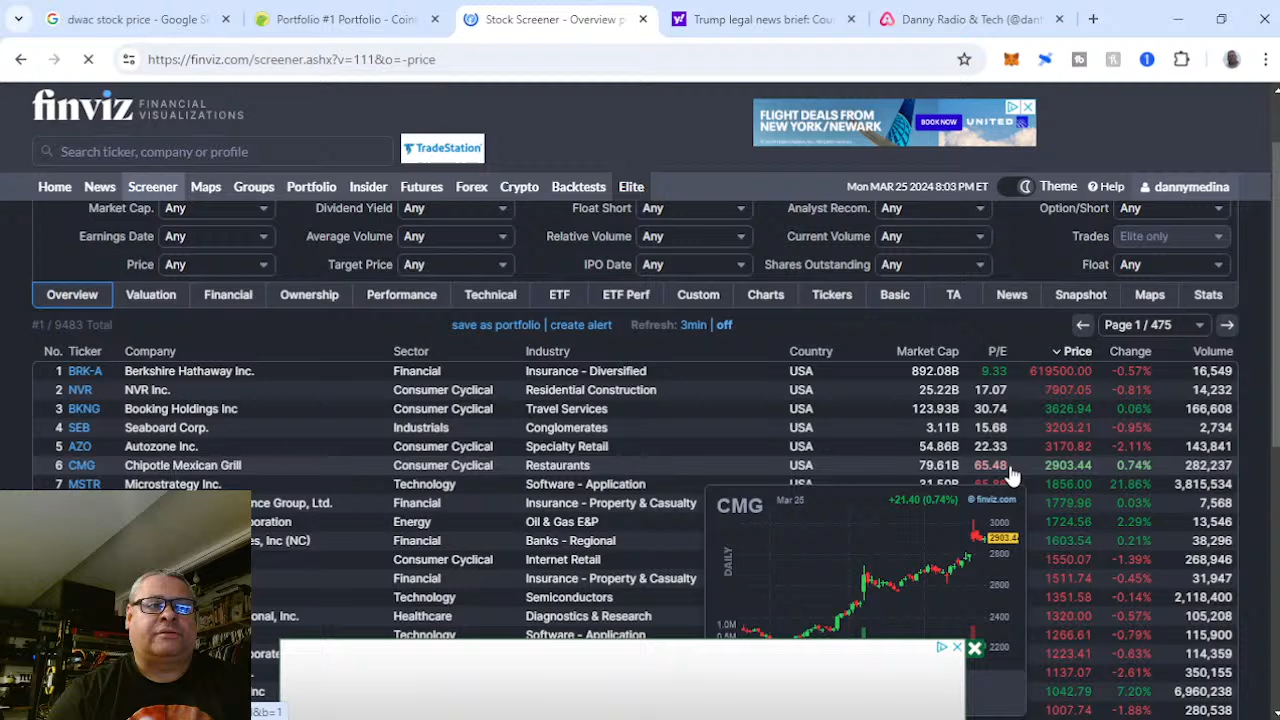 dwac stock price - Google S
Portfolio #1 Portfolio - Coin
Stock Screener - Overview p
Trump legal news brief: Cou
Danny Radio & Tech (@dan
https://finviz.com/screener.ashx?v=111&o=-price
finviz FINANCIAL VISUALIZATIONS
FLIGHT DEALS FROM NEW YORK/NEWARK BOOK NOW UNITED
Search ticker, company or profile TradeStation
Home News Screener Maps Groups Portfolio Insider Futures Forex Crypto Backtests Elite Mon MAR 25 2024 8:03 PM ET Theme Help dannymedina
Market Cap. Any Dividend Yield Any Float Short Any Analyst Recom. Any Option/Short Any
Earnings Date Any Average Volume Any Relative Volume Any Current Volume Any Trades Elite only
Price Any Target Price Any IPO Date Any Shares Outstanding Any Float Any
Overview Valuation Financial Ownership Performance Technical ETF ETF Perf Custom Charts Tickers Basic TA News Snapshot Maps Stats
#1 / 9483 Total save as portfolio | create alert Refresh: 3min | off Page 1 / 475
No. Ticker Company Sector Industry Country Market Cap P/E Price Change Volume
1 BRK-A Berkshire Hathaway Inc. Financial Insurance - Diversified USA 892.08B 9.33 619500.00 -0.57% 16,549
2 NVR NVR Inc. Consumer Cyclical Residential Construction USA 25.22B 17.07 7907.05 -0.81% 14,232
3 BKNG Booking Holdings Inc Consumer Cyclical Travel Services USA 123.93B 30.74 3626.94 0.06% 166,608
4 SEB Seaboard Corp. Industrials Conglomerates USA 3.11B 15.68 3203.21 -0.95% 2,734
5 AZO Autozone Inc. Consumer Cyclical Specialty Retail USA 54.86B 22.33 3170.82 -2.11% 143,841
6 CMG Chipotle Mexican Grill Consumer Cyclical Restaurants USA 79.61B 65.48 2903.44 0.74% 282,237
7 MSTR Microstrategy Inc. Technology Software - Application USA 31.50B 1856.00 21.86% 3,815,534
ance Group, Ltd. Financial Insurance - Property & Casualty 1779.96 0.03% 7,568
poration Energy Oil & Gas E&P 1724.56 2.29% 13,546
es, Inc (NC) Financial Banks - Regional 1603.54 0.21% 38,296
Consumer Cyclical Internet Retail 1550.07 -1.39% 268,946
Financial Insurance - Property & Casualty 1511.74 -0.45% 31,947
Technology Semiconductors 1351.58 -0.14% 2,118,400
onal, Inc. Healthcare Diagnostics & Research 1320.00 -0.57% 105,208
Technology Software - Application 1266.61 -0.79% 115,900
1223.41 -0.63% 114,359
1137.07 -2.61% 350,155
nc 1042.79 7.20% 6,960,238
1007.74 -1.88% 280,538
CMG Mar 25 +21.40 (0.74%) © finviz.com
DAILY
3000
2903.44
2800
2600
2400
2200
1.0M
&b=1